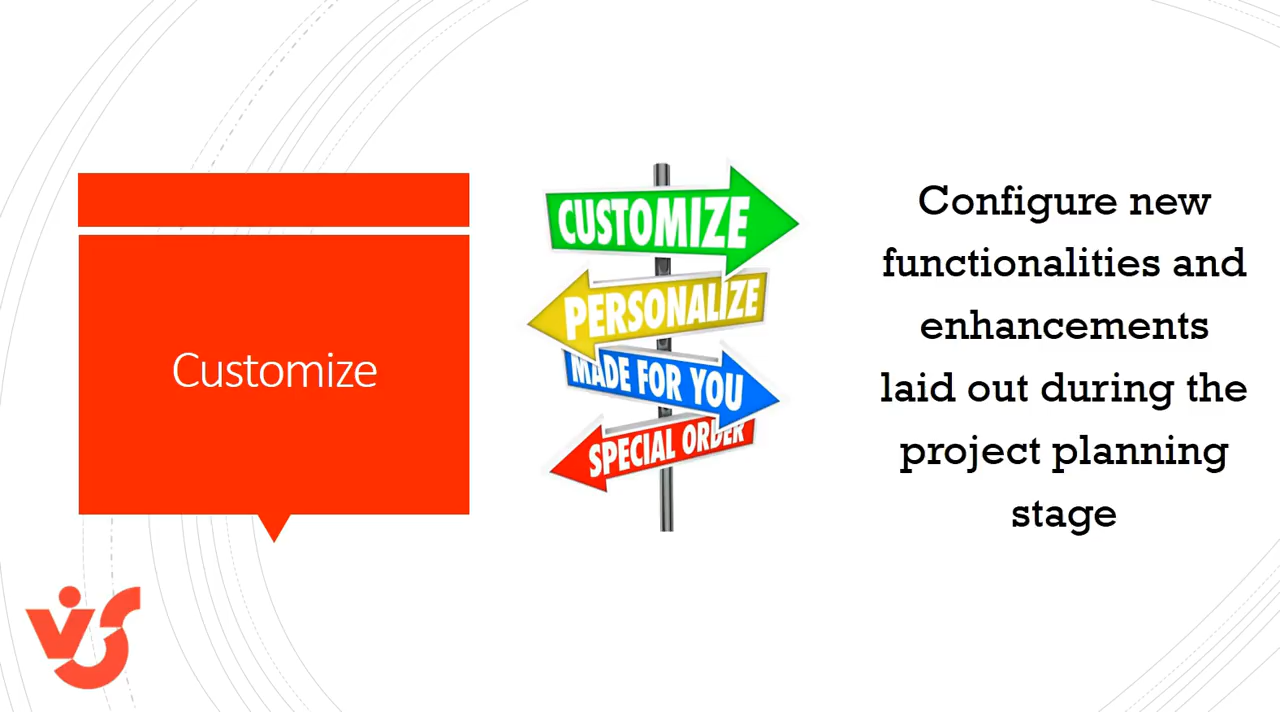 Customize
CUSTOMIZE
PERSONALIZE
MADE FOR YOU
SPECIAL ORDER
Configure new
functionalities and
enhancements
laid out during the
project planning
stage
vs